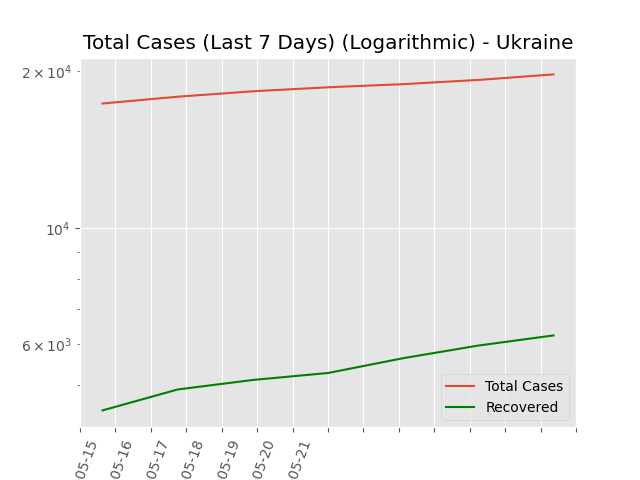 Total Cases (Last 7 Days) (Logarithmic) - Ukraine
2 × 10⁴
10⁴
6 × 10³
Total Cases
Recovered
05-15
05-16
05-17
05-18
05-19
05-20
05-21